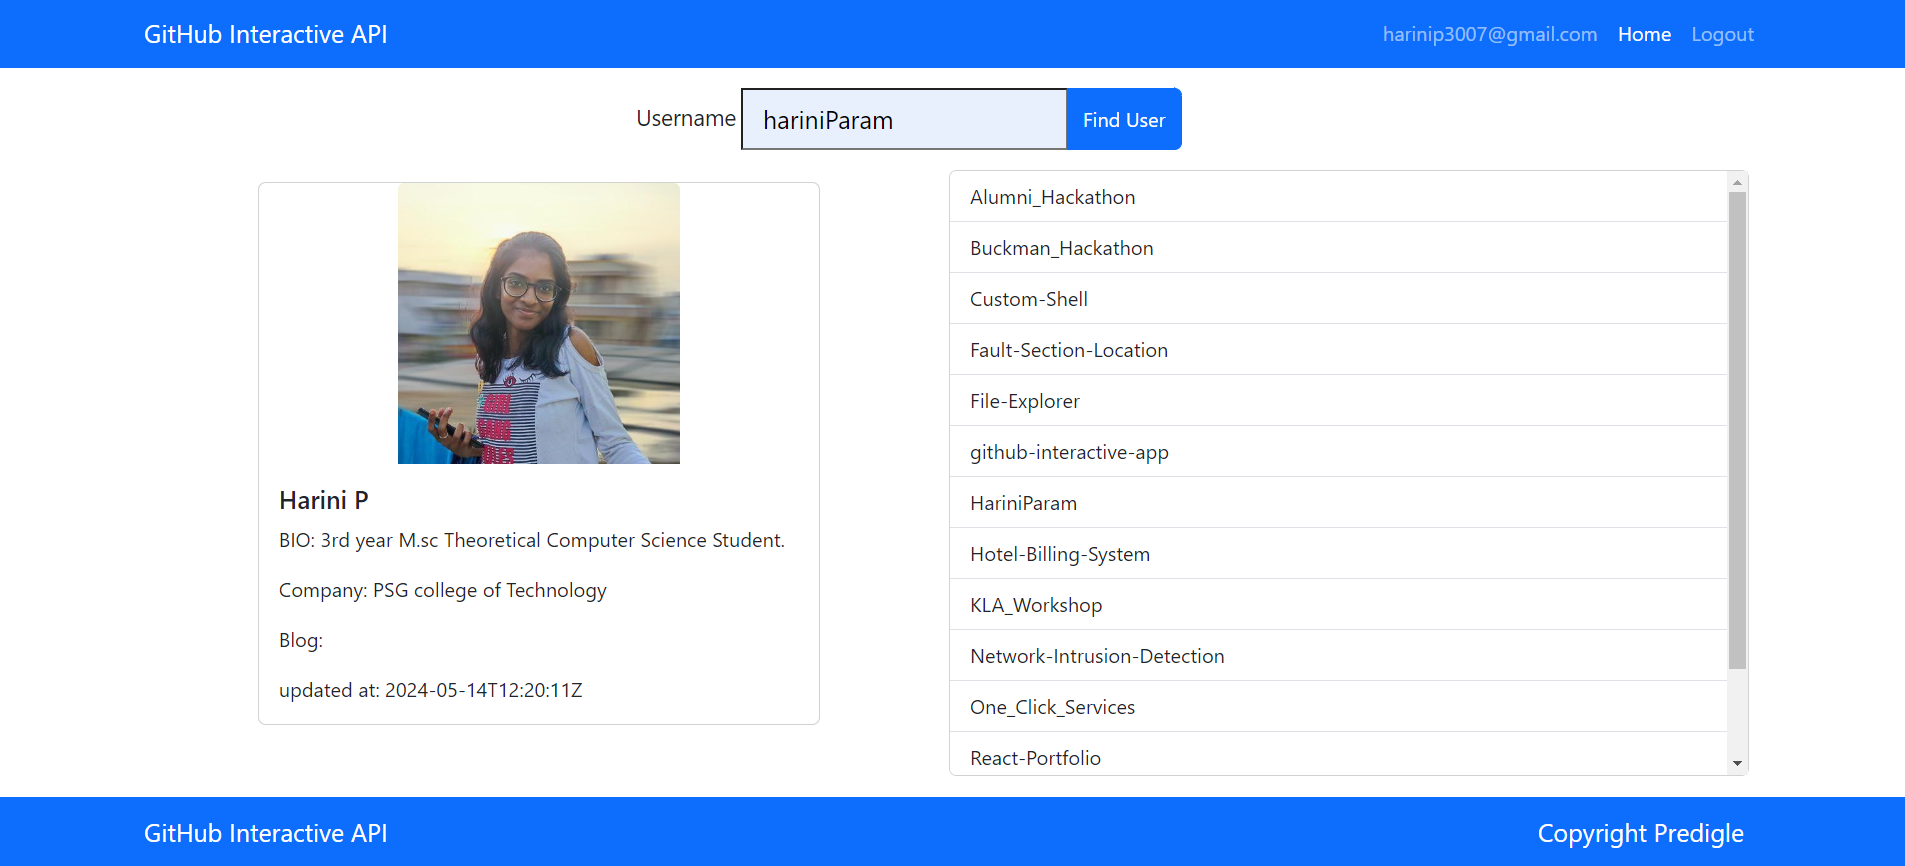 GitHub Interactive API
harinip3007@gmail.com Home Logout
Username hariniParam Find User
Harini P
BIO: 3rd year M.sc Theoretical Computer Science Student.
Company: PSG college of Technology
Blog:
updated at: 2024-05-14T12:20:11Z
Alumni_Hackathon
Buckman_Hackathon
Custom-Shell
Fault-Section-Location
File-Explorer
github-interactive-app
HariniParam
Hotel-Billing-System
KLA_Workshop
Network-Intrusion-Detection
One_Click_Services
React-Portfolio
GitHub Interactive API
Copyright Predigle